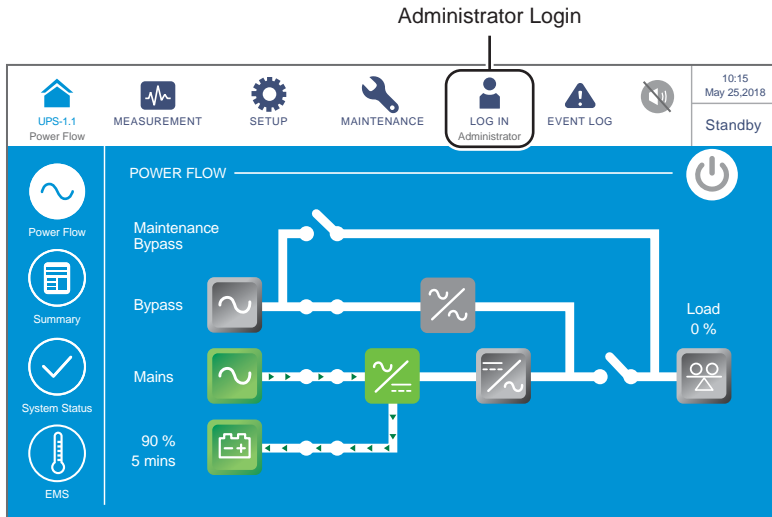 Administrator Login
UPS-1.1
Power Flow
MEASUREMENT
SETUP
MAINTENANCE
LOG IN
Administrator
EVENT LOG
10:15
May 25,2018
Standby
POWER FLOW
Power Flow
Summary
System Status
EMS
Maintenance
Bypass
Bypass
Mains
90 %
5 mins
Load
0 %